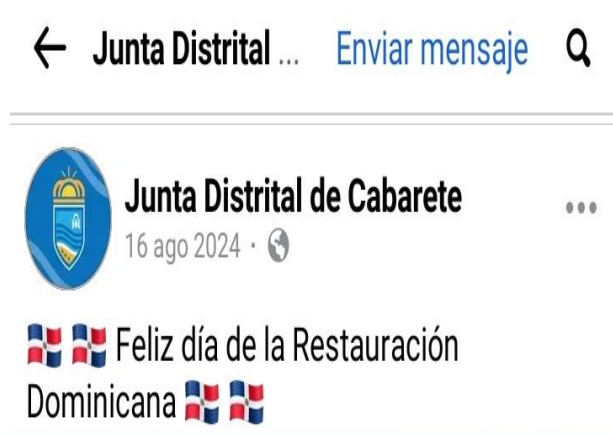 Junta Distrital ... Enviar mensaje
Junta Distrital de Cabarete
16 ago 2024 ·
🇩🇴 🇩🇴 Feliz día de la Restauración
Dominicana 🇩🇴 🇩🇴